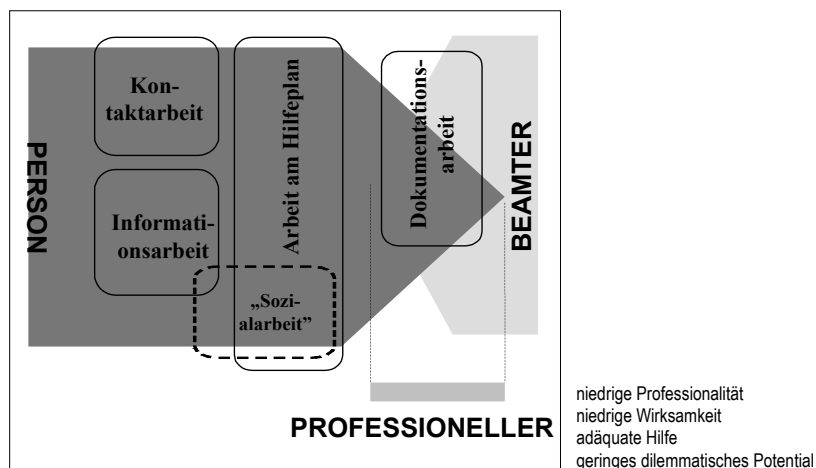 Kon-
taktarbeit
Informati-
onsarbeit
Arbeit am Hilfeplan
„Sozi-
alarbeit”
Dokumentations-
arbeit
PERSON
BEAMTER
PROFESSIONELLER
niedrige Professionalität
niedrige Wirksamkeit
adäquate Hilfe
geringes dilemmatisches Potential